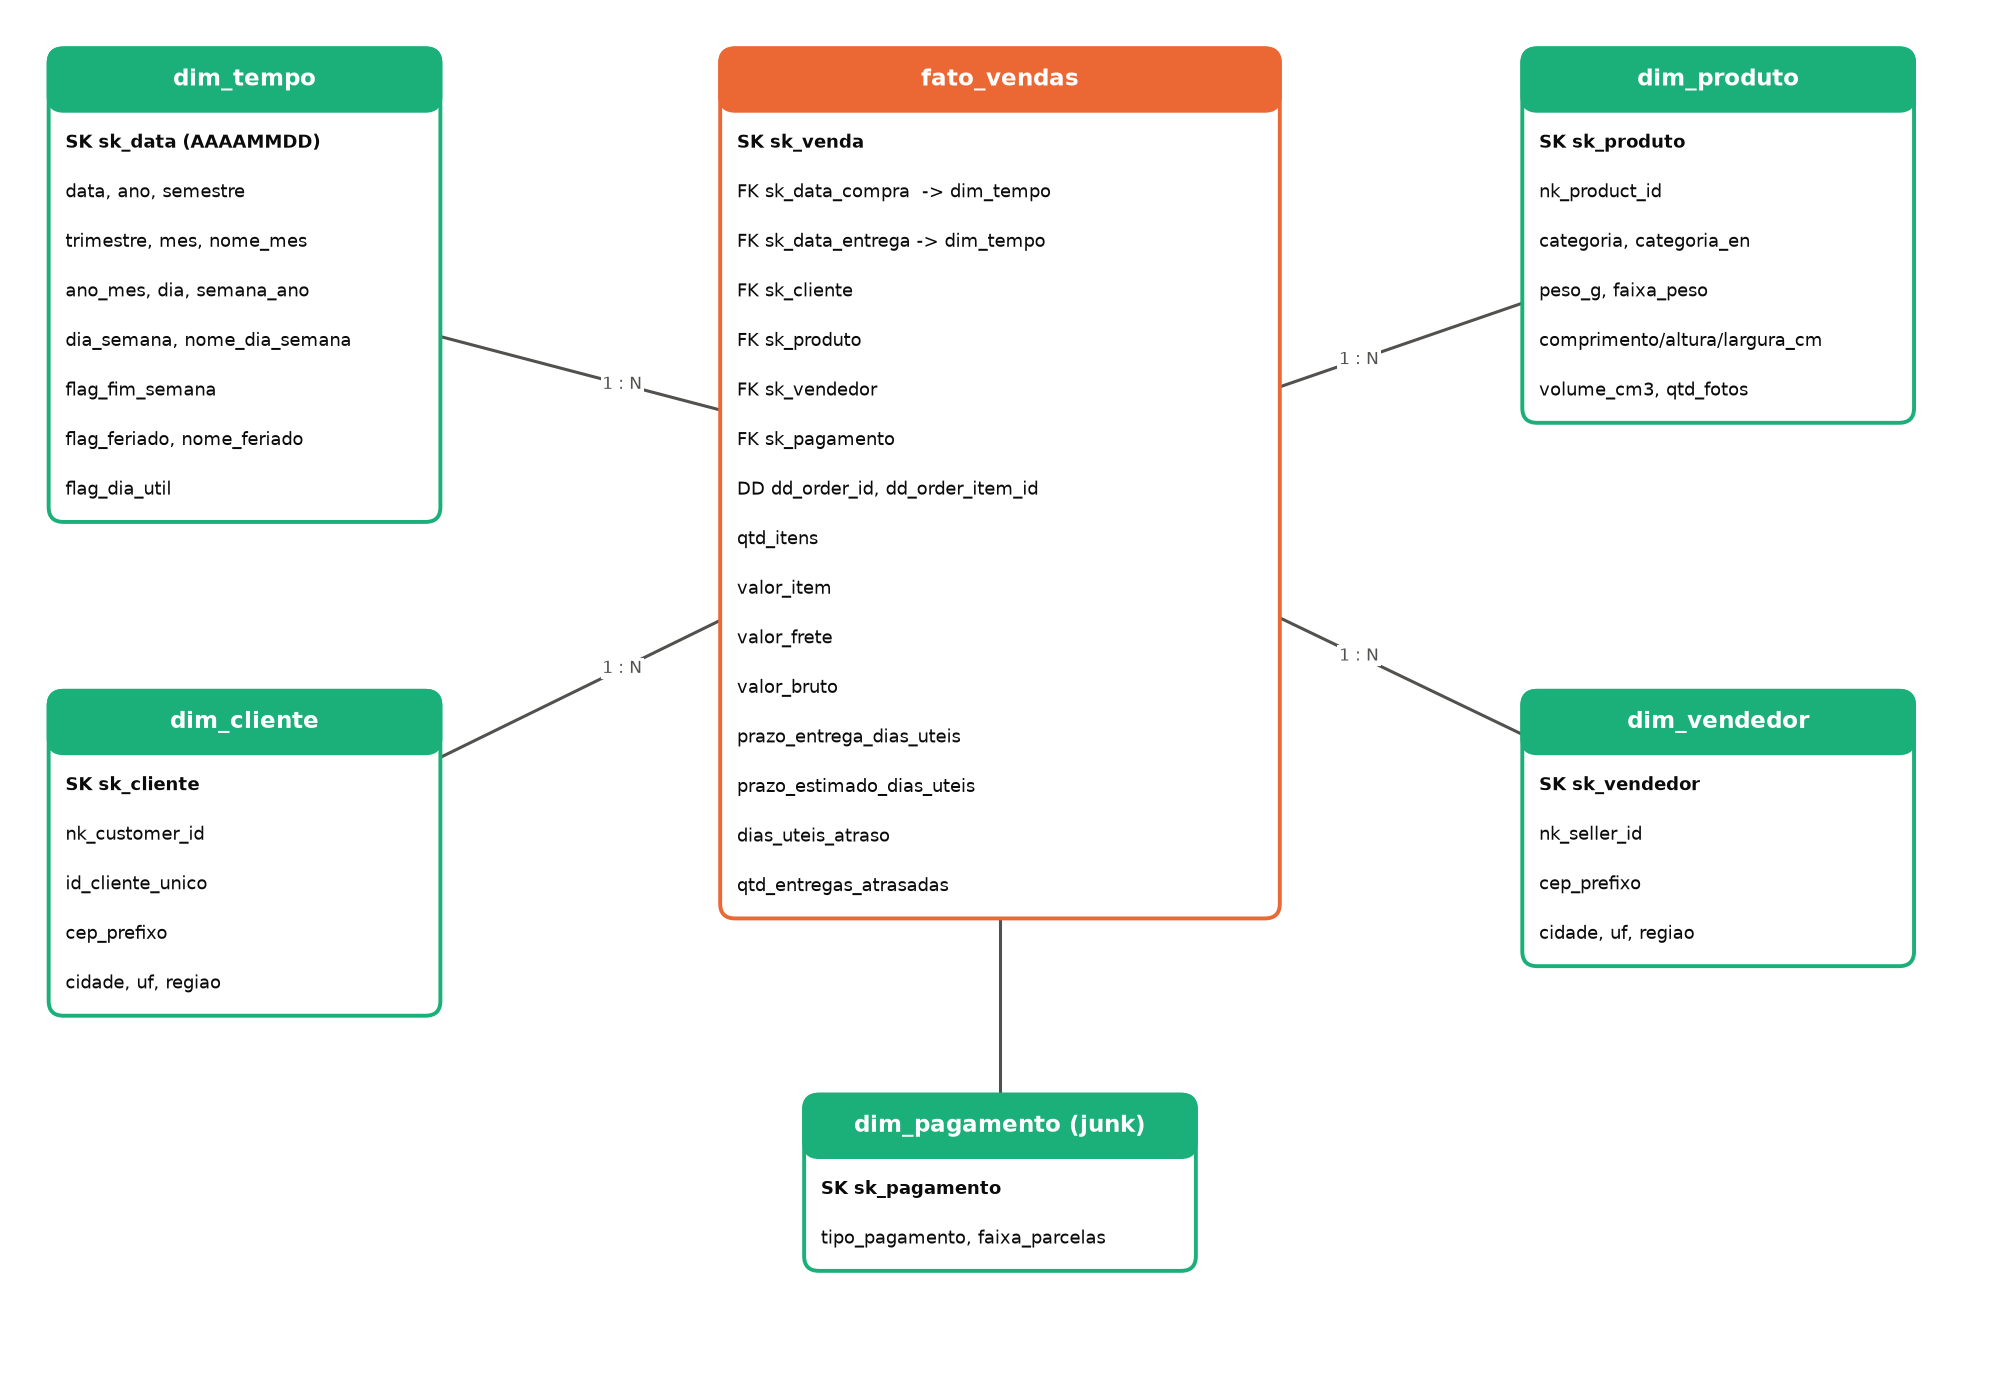 dim_tempo
SK sk_data (AAAAMMDD)
data, ano, semestre
trimestre, mes, nome_mes
ano_mes, dia, semana_ano
dia_semana, nome_dia_semana
flag_fim_semana
flag_feriado, nome_feriado
flag_dia_util
fato_vendas
SK sk_venda
FK sk_data_compra  -> dim_tempo
FK sk_data_entrega -> dim_tempo
FK sk_cliente
FK sk_produto
FK sk_vendedor
FK sk_pagamento
DD dd_order_id, dd_order_item_id
qtd_itens
valor_item
valor_frete
valor_bruto
prazo_entrega_dias_uteis
prazo_estimado_dias_uteis
dias_uteis_atraso
qtd_entregas_atrasadas
dim_produto
SK sk_produto
nk_product_id
categoria, categoria_en
peso_g, faixa_peso
comprimento/altura/largura_cm
volume_cm3, qtd_fotos
1 : N
1 : N
1 : N
1 : N
dim_cliente
SK sk_cliente
nk_customer_id
id_cliente_unico
cep_prefixo
cidade, uf, regiao
dim_vendedor
SK sk_vendedor
nk_seller_id
cep_prefixo
cidade, uf, regiao
dim_pagamento (junk)
SK sk_pagamento
tipo_pagamento, faixa_parcelas